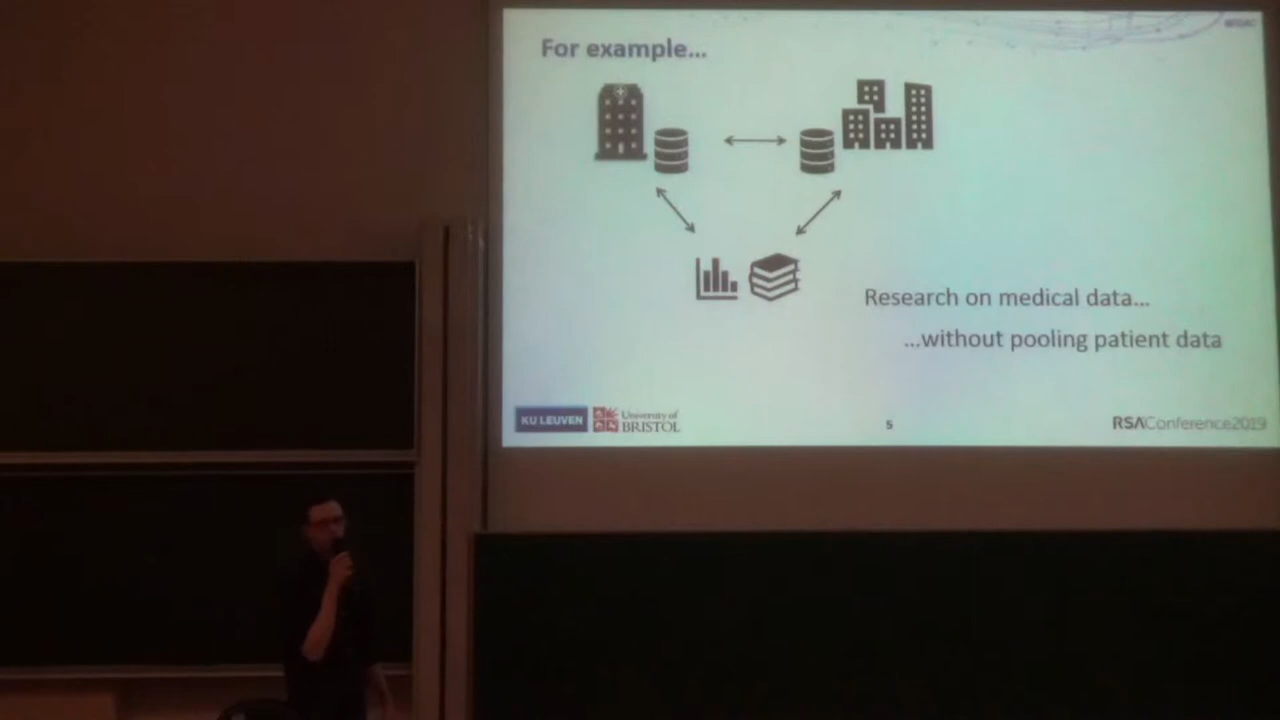 For example...
Research on medical data...
...without pooling patient data
KU LEUVEN
University of
BRISTOL
5
RSAConference2019